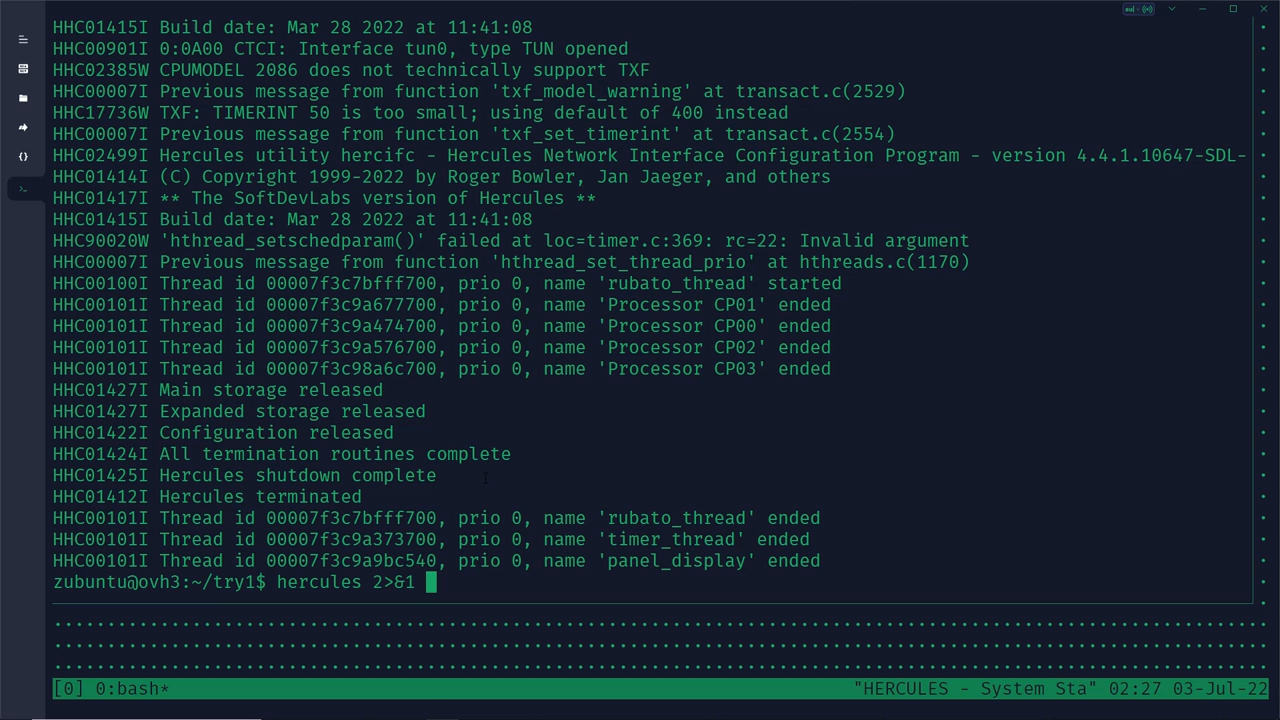 HHC01415I Build date: Mar 28 2022 at 11:41:08
HHC00901I 0:0A00 CTCI: Interface tun0, type TUN opened
HHC02385W CPUMODEL 2086 does not technically support TXF
HHC00007I Previous message from function 'txf_model_warning' at transact.c(2529)
HHC17736W TXF: TIMERINT 50 is too small; using default of 400 instead
HHC00007I Previous message from function 'txf_set_timerint' at transact.c(2554)
HHC02499I Hercules utility hercifc - Hercules Network Interface Configuration Program - version 4.4.1.10647-SDL-
HHC01414I (C) Copyright 1999-2022 by Roger Bowler, Jan Jaeger, and others
HHC01417I ** The SoftDevLabs version of Hercules **
HHC01415I Build date: Mar 28 2022 at 11:41:08
HHC90020W 'hthread_setschedparam()' failed at loc=timer.c:369: rc=22: Invalid argument
HHC00007I Previous message from function 'hthread_set_thread_prio' at hthreads.c(1170)
HHC00100I Thread id 00007f3c7bfff700, prio 0, name 'rubato_thread' started
HHC00101I Thread id 00007f3c9a677700, prio 0, name 'Processor CP01' ended
HHC00101I Thread id 00007f3c9a474700, prio 0, name 'Processor CP00' ended
HHC00101I Thread id 00007f3c9a576700, prio 0, name 'Processor CP02' ended
HHC00101I Thread id 00007f3c98a6c700, prio 0, name 'Processor CP03' ended
HHC01427I Main storage released
HHC01427I Expanded storage released
HHC01422I Configuration released
HHC01424I All termination routines complete
HHC01425I Hercules shutdown complete
HHC01412I Hercules terminated
HHC00101I Thread id 00007f3c7bfff700, prio 0, name 'rubato_thread' ended
HHC00101I Thread id 00007f3c9a373700, prio 0, name 'timer_thread' ended
HHC00101I Thread id 00007f3c9a9bc540, prio 0, name 'panel_display' ended
zubuntu@ovh3:~/try1$ hercules 2>&1
[0] 0:bash* "HERCULES - System Sta" 02:27 03-Jul-22